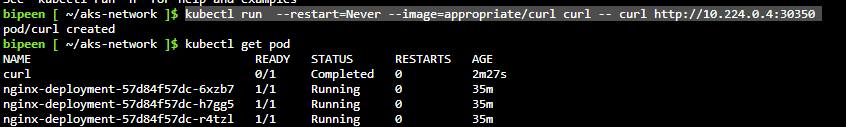 See 'kubectl run -h' for help and examples
bipeen [ ~/aks-network ]$ kubectl run  --restart=Never --image=appropriate/curl curl -- curl http://10.224.0.4:30350
pod/curl created
bipeen [ ~/aks-network ]$ kubectl get pod
NAME                                READY   STATUS      RESTARTS   AGE
curl                                0/1     Completed   0          2m27s
nginx-deployment-57d84f57dc-6xzb7   1/1     Running     0          35m
nginx-deployment-57d84f57dc-h7gg5   1/1     Running     0          35m
nginx-deployment-57d84f57dc-r4tzl   1/1     Running     0          35m